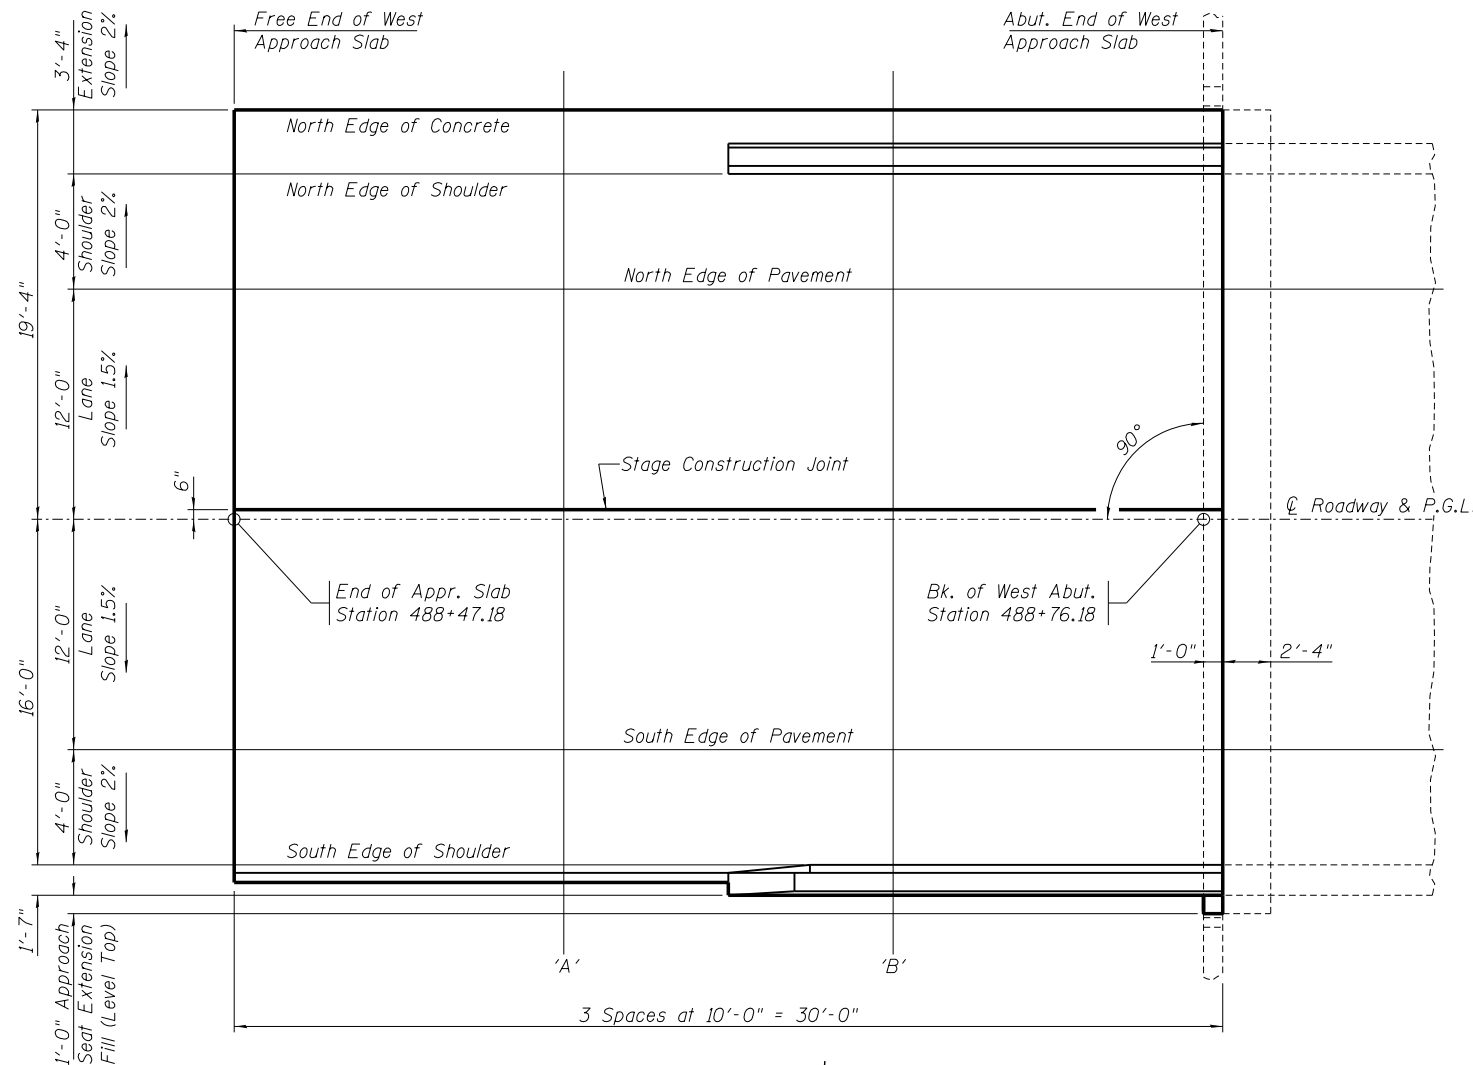 Free End of West
Approach Slab
Abut. End of West
Approach Slab
3'-4"
Extension
Slope 2%
North Edge of Concrete
North Edge of Shoulder
4'-0"
Shoulder
Slope 2%
North Edge of Pavement
19'-4"
12'-0"
Lane
Slope 1.5%
90°
Stage Construction Joint
6"
℄ Roadway & P.G.L.
End of Appr. Slab
Station 488+47.18
Bk. of West Abut.
Station 488+76.18
12'-0"
Lane
Slope 1.5%
16'-0"
1'-0"
2'-4"
South Edge of Pavement
4'-0"
Shoulder
Slope 2%
South Edge of Shoulder
1'-7"
1'-0" Approach
Seat Extension
Fill (Level Top)
'A'
'B'
3 Spaces at 10'-0" = 30'-0"